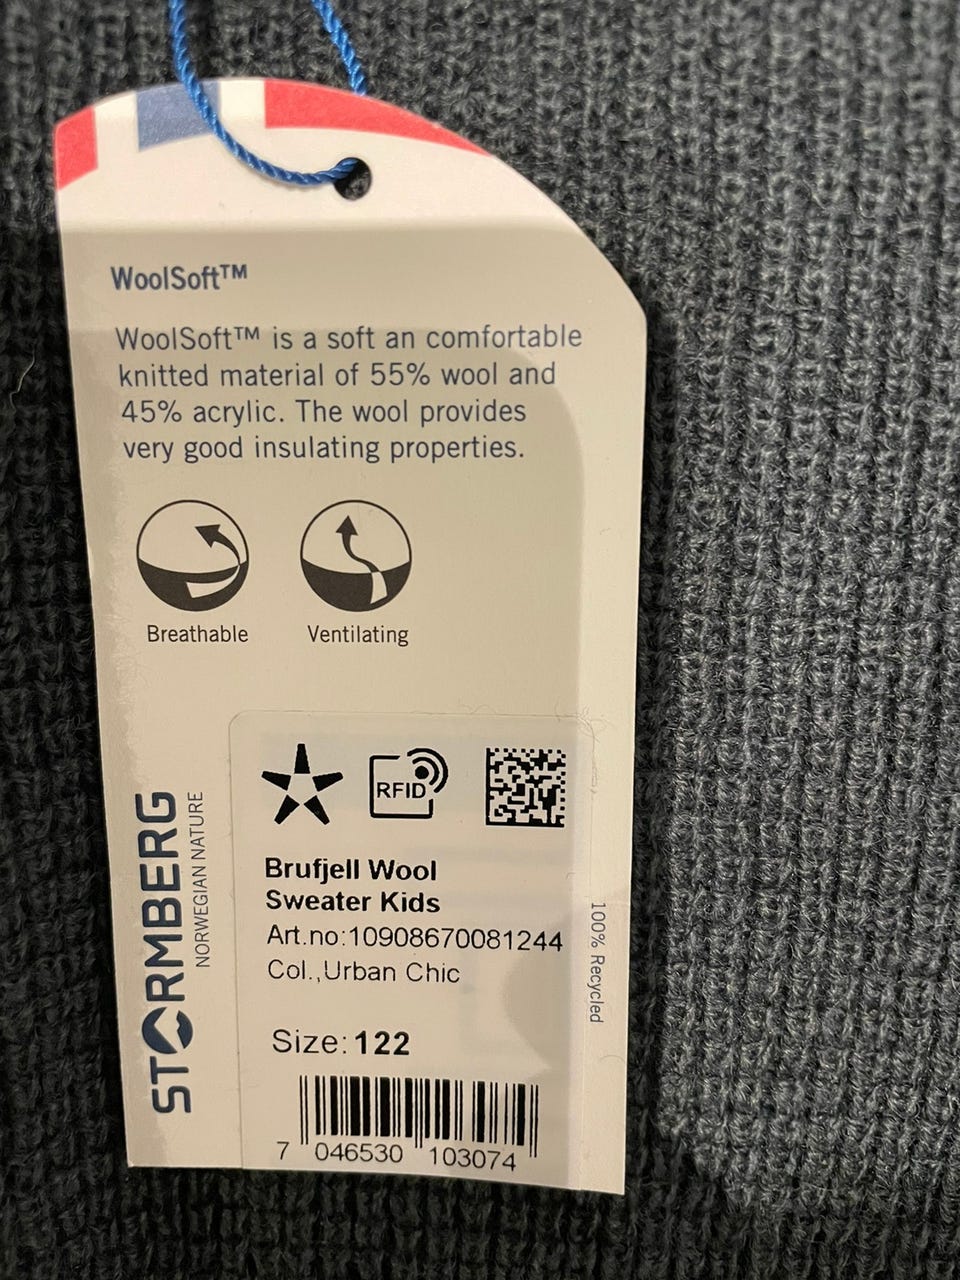 WoolSoft™
WoolSoft™ is a soft an comfortable
knitted material of 55% wool and
45% acrylic. The wool provides
very good insulating properties.
Breathable
Ventilating
STORMBERG
NORWEGIAN NATURE
RFID
Brufjell Wool
Sweater Kids
Art.no:10908670081244
Col.,Urban Chic
Size:122
7 046530 103074
100% Recycled